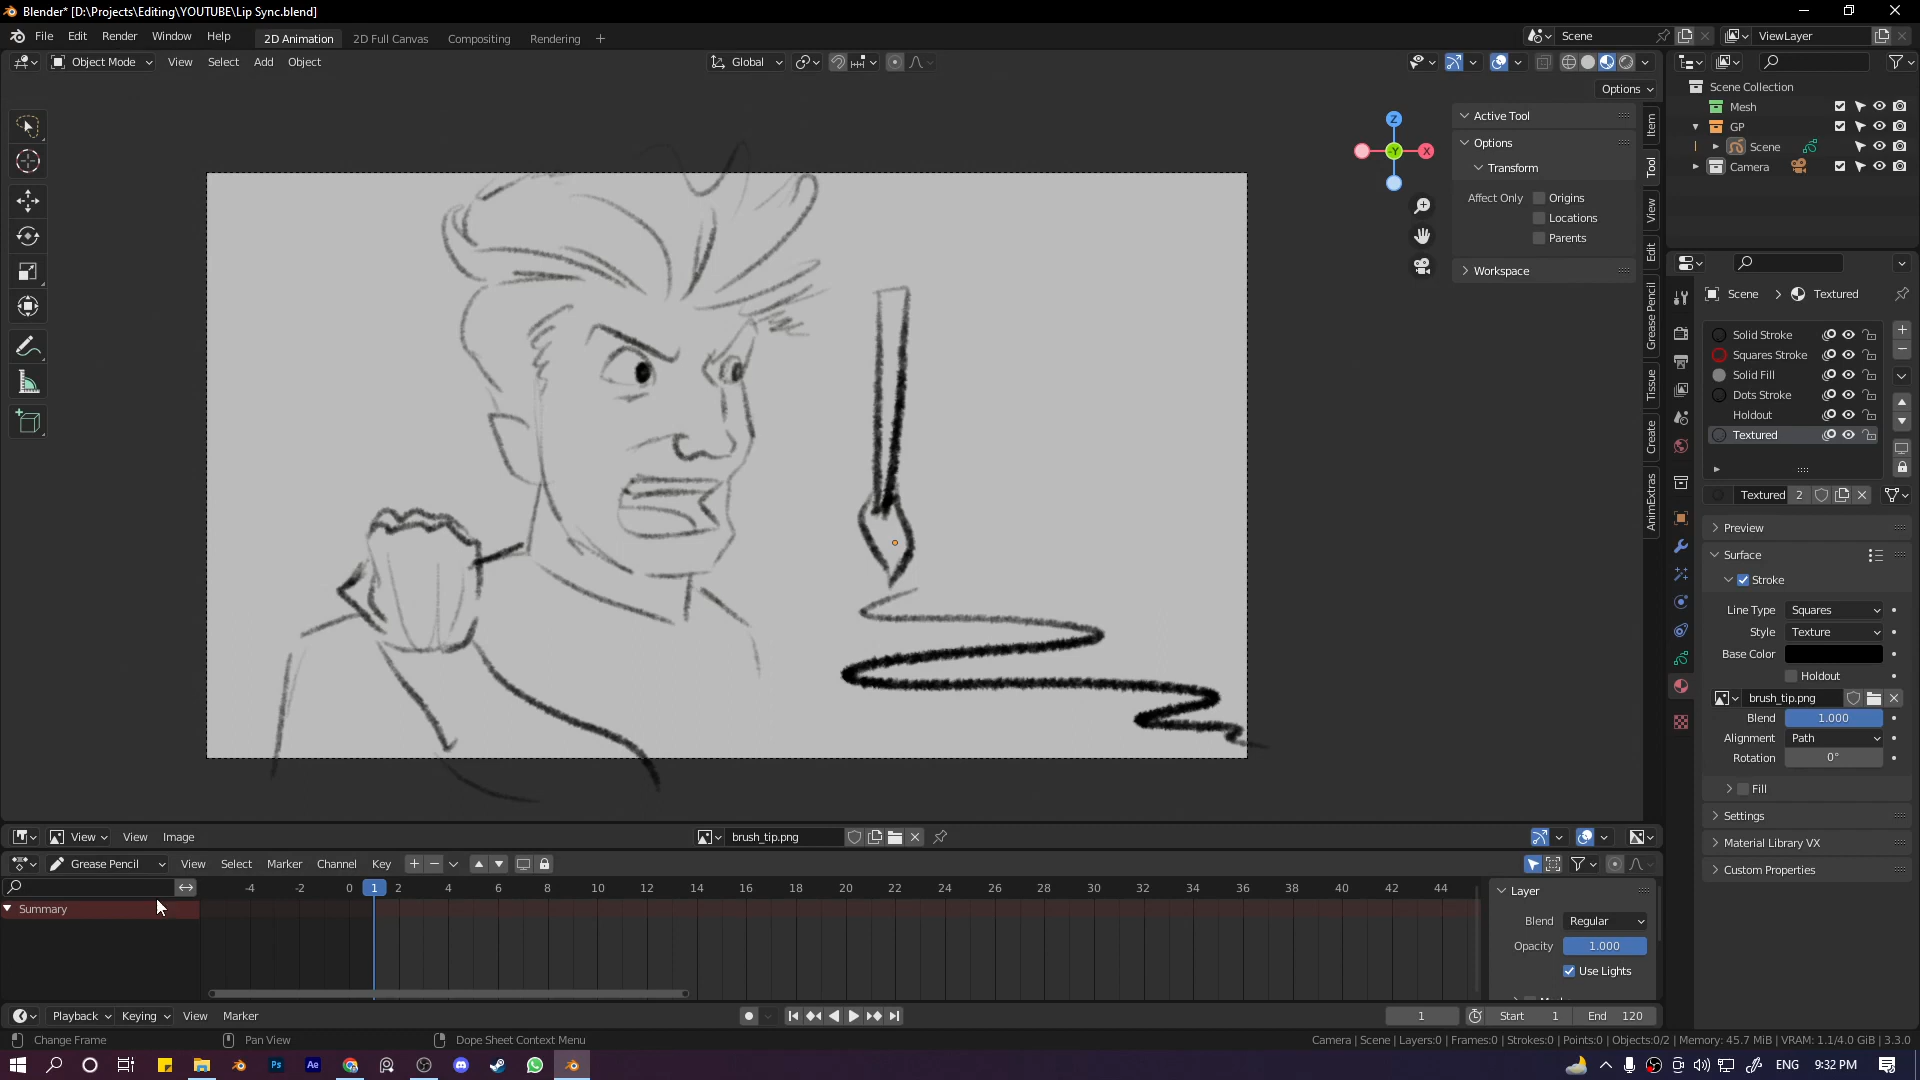 Blender* [D:\Projects\Editing\YOUTUBE\Lip Sync.blend]
File Edit Render Window Help 2D Animation 2D Full Canvas Compositing Rendering + Scene ViewLayer
Object Mode View Select Add Object Global
Options
Z
X
-Y
Active Tool
Options
Transform
Affect Only Origins
Locations
Parents
Workspace
Item
Tool
View
Edit
Grease Pencil
Tissue
Create
AnimExtras
Scene Collection
Mesh
GP
Scene
Camera
Scene > Textured
Solid Stroke
Squares Stroke
Solid Fill
Dots Stroke
Holdout
Textured
Textured 2
Preview
Surface
Stroke
Line Type Squares
Style Texture
Base Color
Holdout
brush_tip.png
Blend 1.000
Alignment Path
Rotation 0°
Fill
Settings
Material Library VX
Custom Properties
View View Image brush_tip.png
Grease Pencil View Select Marker Channel Key
-4 -2 0 1 2 4 6 8 10 12 14 16 18 20 22 24 26 28 30 32 34 36 38 40 42 44
Summary
Layer
Blend Regular
Opacity 1.000
Use Lights
Playback Keying View Marker 1 Start 1 End 120
Change Frame Pan View Dope Sheet Context Menu Camera | Scene | Layers:0 | Frames:0 | Strokes:0 | Points:0 | Objects:0/2 | Memory: 45.7 MiB | VRAM: 1.1/4.0 GiB | 3.3.0
Ps Ae ENG 9:32 PM